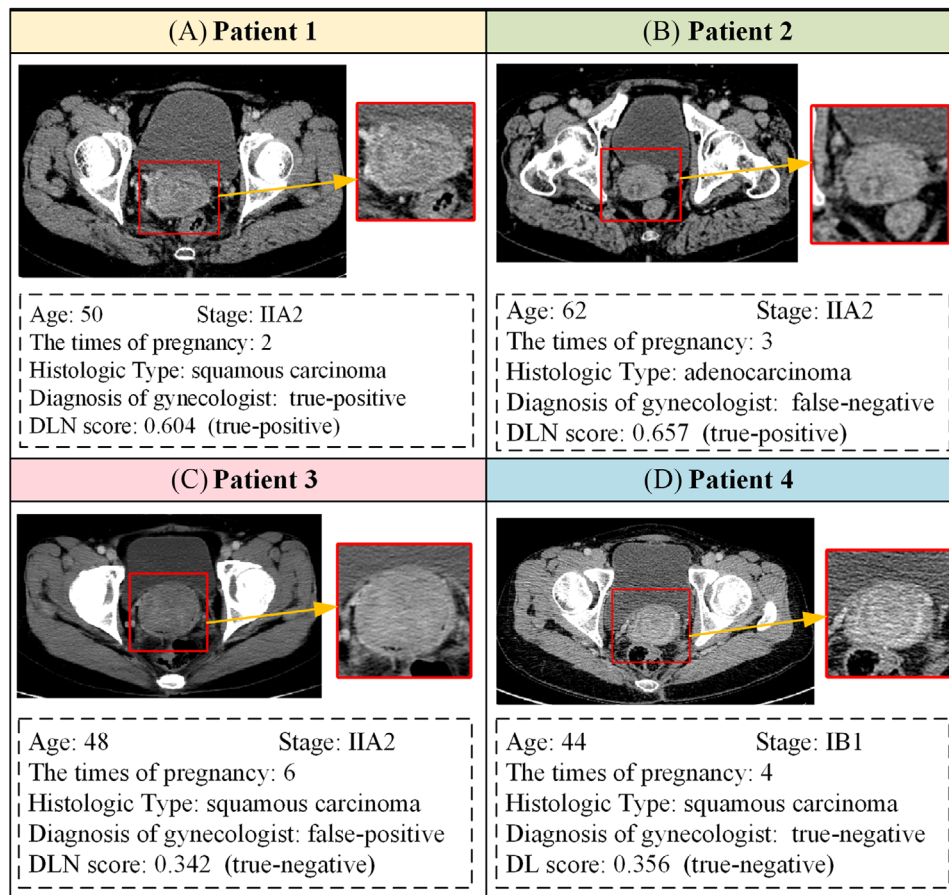 (A) Patient 1
(B) Patient 2
Age: 50 Stage: IIA2
The times of pregnancy: 2
Histologic Type: squamous carcinoma
Diagnosis of gynecologist: true-positive
DLN score: 0.604 (true-positive)
Age: 62 Stage: IIA2
The times of pregnancy: 3
Histologic Type: adenocarcinoma
Diagnosis of gynecologist: false-negative
DLN score: 0.657 (true-positive)
(C) Patient 3
(D) Patient 4
Age: 48 Stage: IIA2
The times of pregnancy: 6
Histologic Type: squamous carcinoma
Diagnosis of gynecologist: false-positive
DLN score: 0.342 (true-negative)
Age: 44 Stage: IB1
The times of pregnancy: 4
Histologic Type: squamous carcinoma
Diagnosis of gynecologist: true-negative
DL score: 0.356 (true-negative)